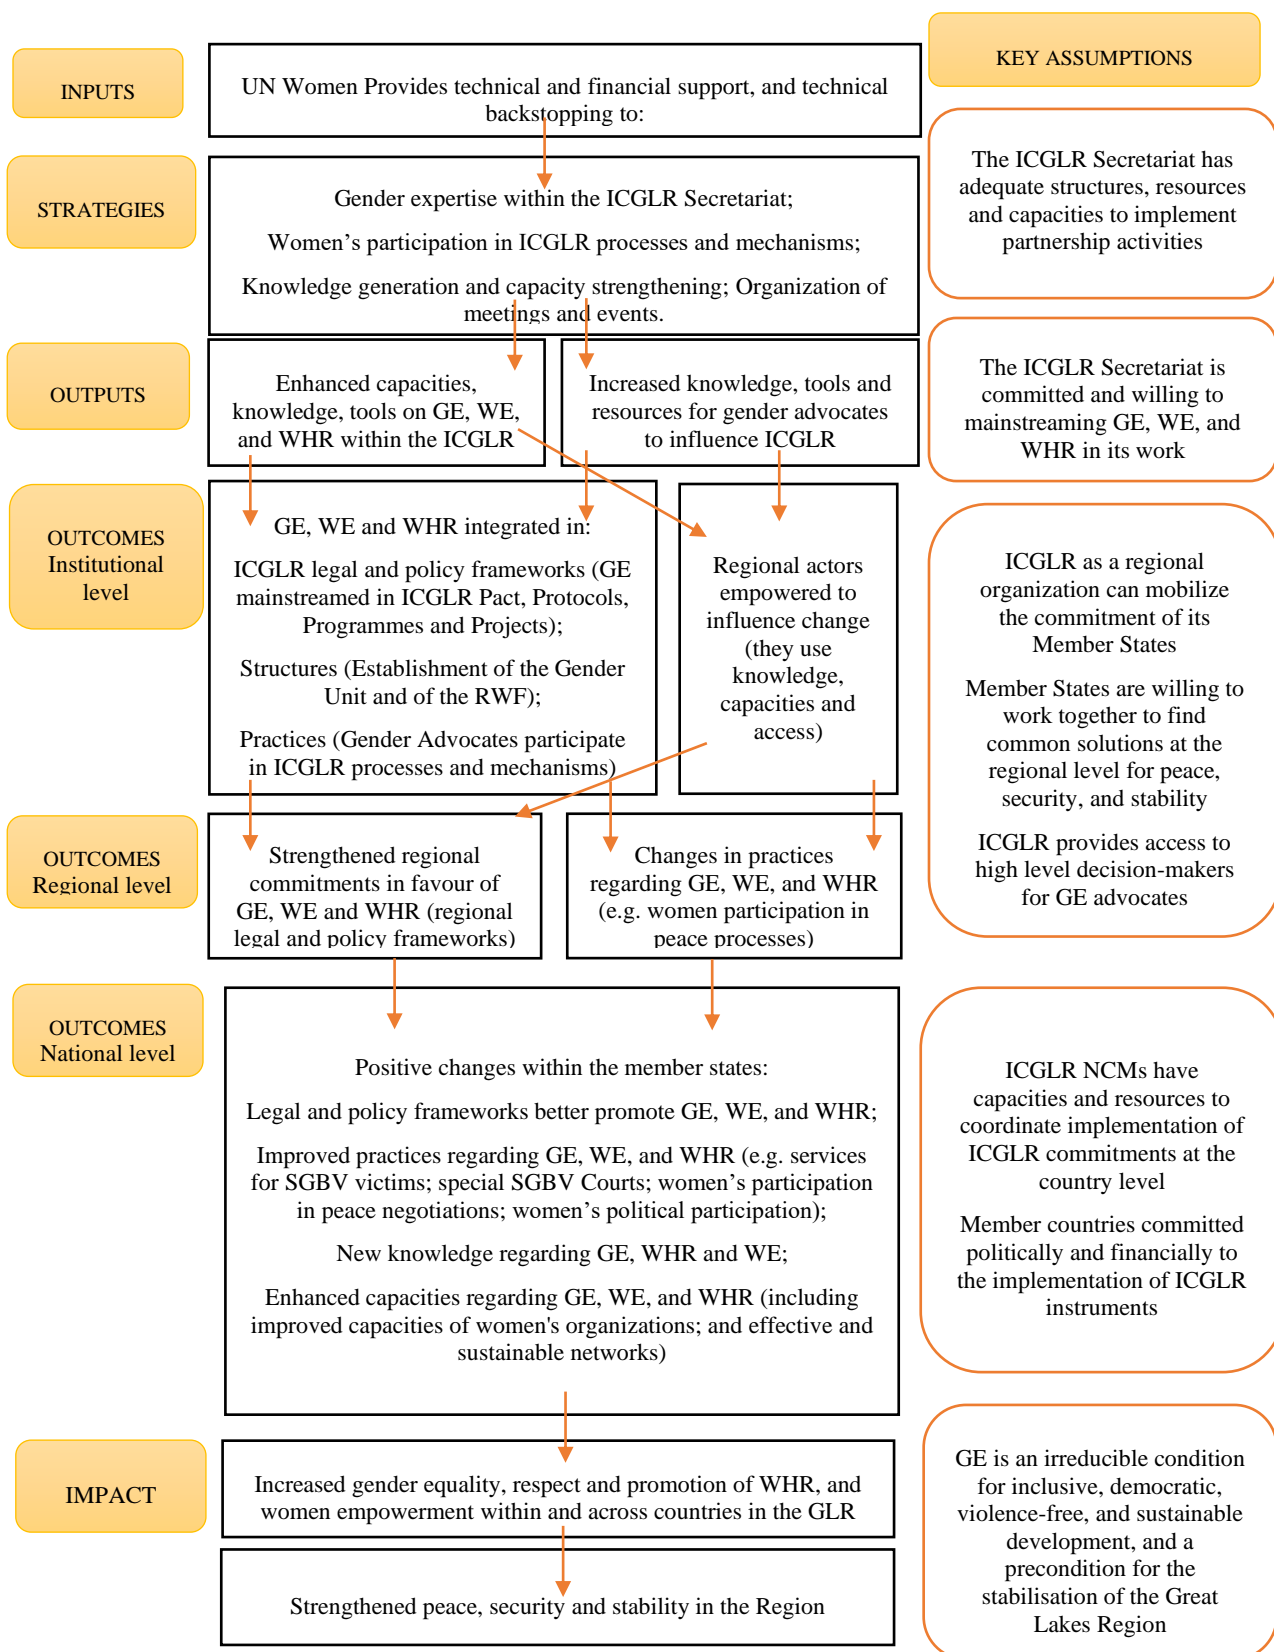 INPUTS
UN Women Provides technical and financial support, and technical
backstopping to:
KEY ASSUMPTIONS
STRATEGIES
Gender expertise within the ICGLR Secretariat;
Women's participation in ICGLR processes and mechanisms;
Knowledge generation and capacity strengthening; Organization of
meetings and events.
The ICGLR Secretariat has
adequate structures, resources
and capacities to implement
partnership activities
OUTPUTS
Enhanced capacities,
knowledge, tools on GE, WE,
and WHR within the ICGLR
Increased knowledge, tools and
resources for gender advocates
to influence ICGLR
The ICGLR Secretariat is
committed and willing to
mainstreaming GE, WE, and
WHR in its work
OUTCOMES
Institutional
level
GE, WE and WHR integrated in:
ICGLR legal and policy frameworks (GE
mainstreamed in ICGLR Pact, Protocols,
Programmes and Projects);
Structures (Establishment of the Gender
Unit and of the RWF);
Practices (Gender Advocates participate
in ICGLR processes and mechanisms)
Regional actors
empowered to
influence change
(they use
knowledge,
capacities and
access)
ICGLR as a regional
organization can mobilize
the commitment of its
Member States
Member States are willing to
work together to find
common solutions at the
regional level for peace,
security, and stability
ICGLR provides access to
high level decision-makers
for GE advocates
OUTCOMES
Regional level
Strengthened regional
commitments in favour of
GE, WE and WHR (regional
legal and policy frameworks)
Changes in practices
regarding GE, WE, and WHR
(e.g. women participation in
peace processes)
OUTCOMES
National level
Positive changes within the member states:
Legal and policy frameworks better promote GE, WE, and WHR;
Improved practices regarding GE, WE, and WHR (e.g. services
for SGBV victims; special SGBV Courts; women's participation
in peace negotiations; women's political participation);
New knowledge regarding GE, WHR and WE;
Enhanced capacities regarding GE, WE, and WHR (including
improved capacities of women's organizations; and effective and
sustainable networks)
ICGLR NCMs have
capacities and resources to
coordinate implementation of
ICGLR commitments at the
country level
Member countries committed
politically and financially to
the implementation of ICGLR
instruments
IMPACT
Increased gender equality, respect and promotion of WHR, and
women empowerment within and across countries in the GLR
Strengthened peace, security and stability in the Region
GE is an irreducible condition
for inclusive, democratic,
violence-free, and sustainable
development, and a
precondition for the
stabilisation of the Great
Lakes Region